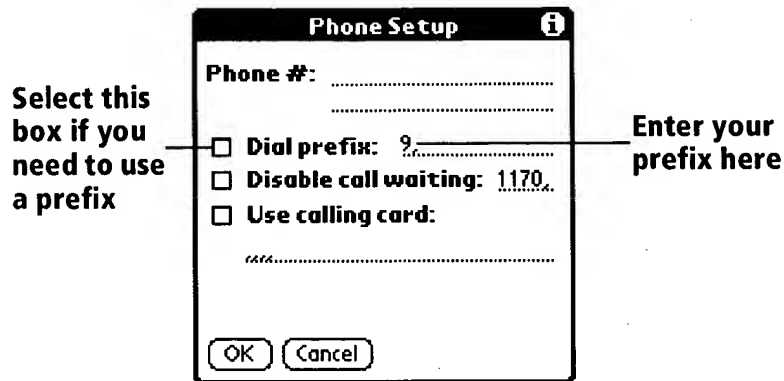 Phone Setup
Phone #:
Select this
box if you
need to use
a prefix
Dial prefix: 9,
Enter your
prefix here
Disable call waiting: 1170,
Use calling card:
,,,,
OK Cancel